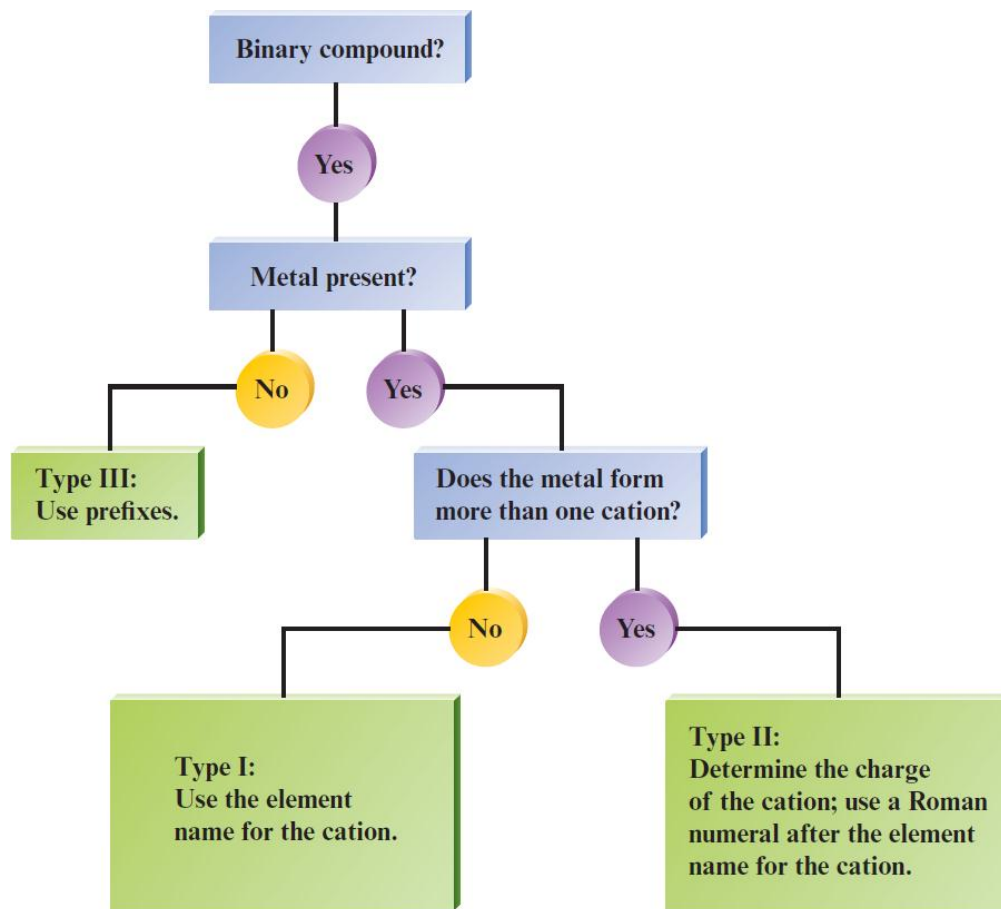 Binary compound?
Yes
Metal present?
No
Yes
Type III:
Use prefixes.
Does the metal form
more than one cation?
No
Yes
Type I:
Use the element
name for the cation.
Type II:
Determine the charge
of the cation; use a Roman
numeral after the element
name for the cation.